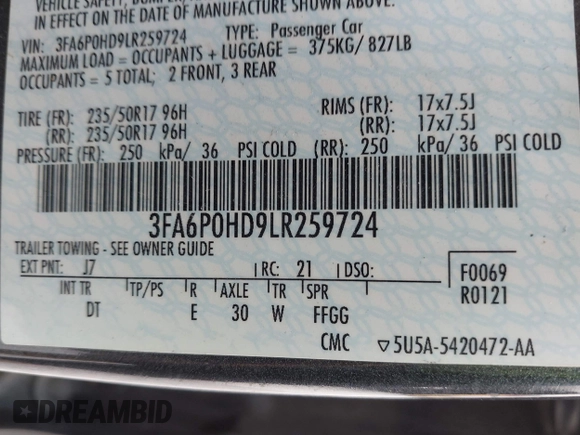 VEHICLE SAFETY, BUMPER,
IN EFFECT ON THE DATE OF MANUFACTURE SHOWN ABOVE.
VIN: 3FA6P0HD9LR259724 TYPE: Passenger Car
MAXIMUM LOAD = OCCUPANTS + LUGGAGE = 375KG/ 827LB
OCCUPANTS = 5 TOTAL; 2 FRONT, 3 REAR
TIRE (FR): 235/50R17 96H RIMS (FR): 17x7.5J
(RR): 235/50R17 96H (RR): 17x7.5J
PRESSURE (FR): 250 kPa/ 36 PSI COLD (RR): 250 kPa/ 36 PSI COLD
3FA6P0HD9LR259724
TRAILER TOWING - SEE OWNER GUIDE
EXT PNT: J7 RC: 21 DSO: F0069
INT TR TP/PS R AXLE TR SPR R0121
DT E 30 W FFGG
CMC ▽5U5A-5420472-AA
DREAMBID